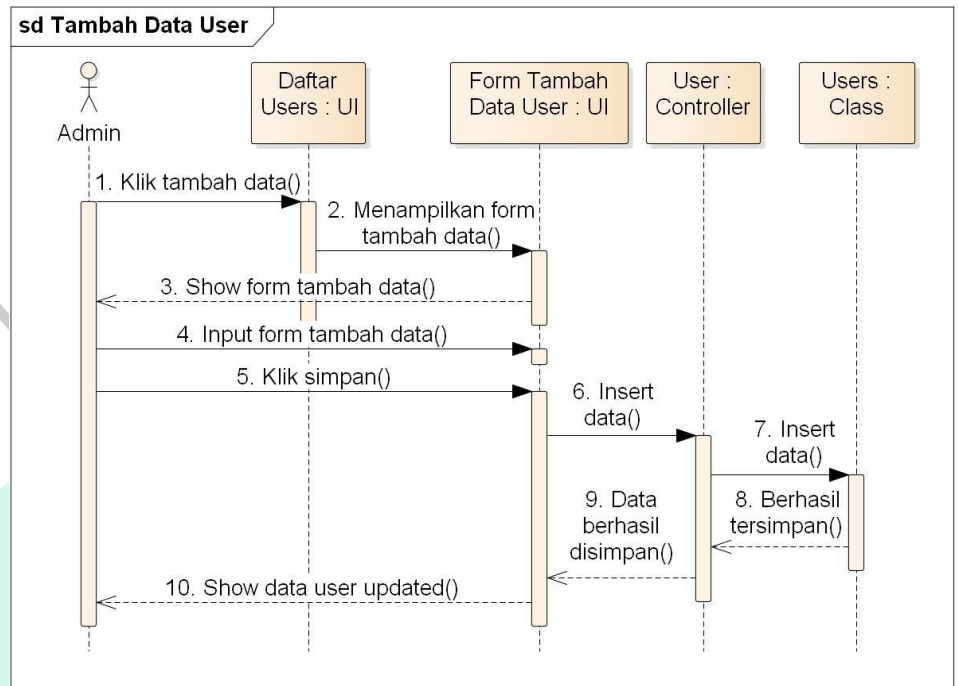 sd Tambah Data User
Admin
Daftar
Users : UI
Form Tambah
Data User : UI
User :
Controller
Users :
Class
1. Klik tambah data()
2. Menampilkan form
tambah data()
3. Show form tambah data()
4. Input form tambah data()
5. Klik simpan()
6. Insert
data()
7. Insert
data()
8. Berhasil
tersimpan()
9. Data
berhasil
disimpan()
10. Show data user updated()